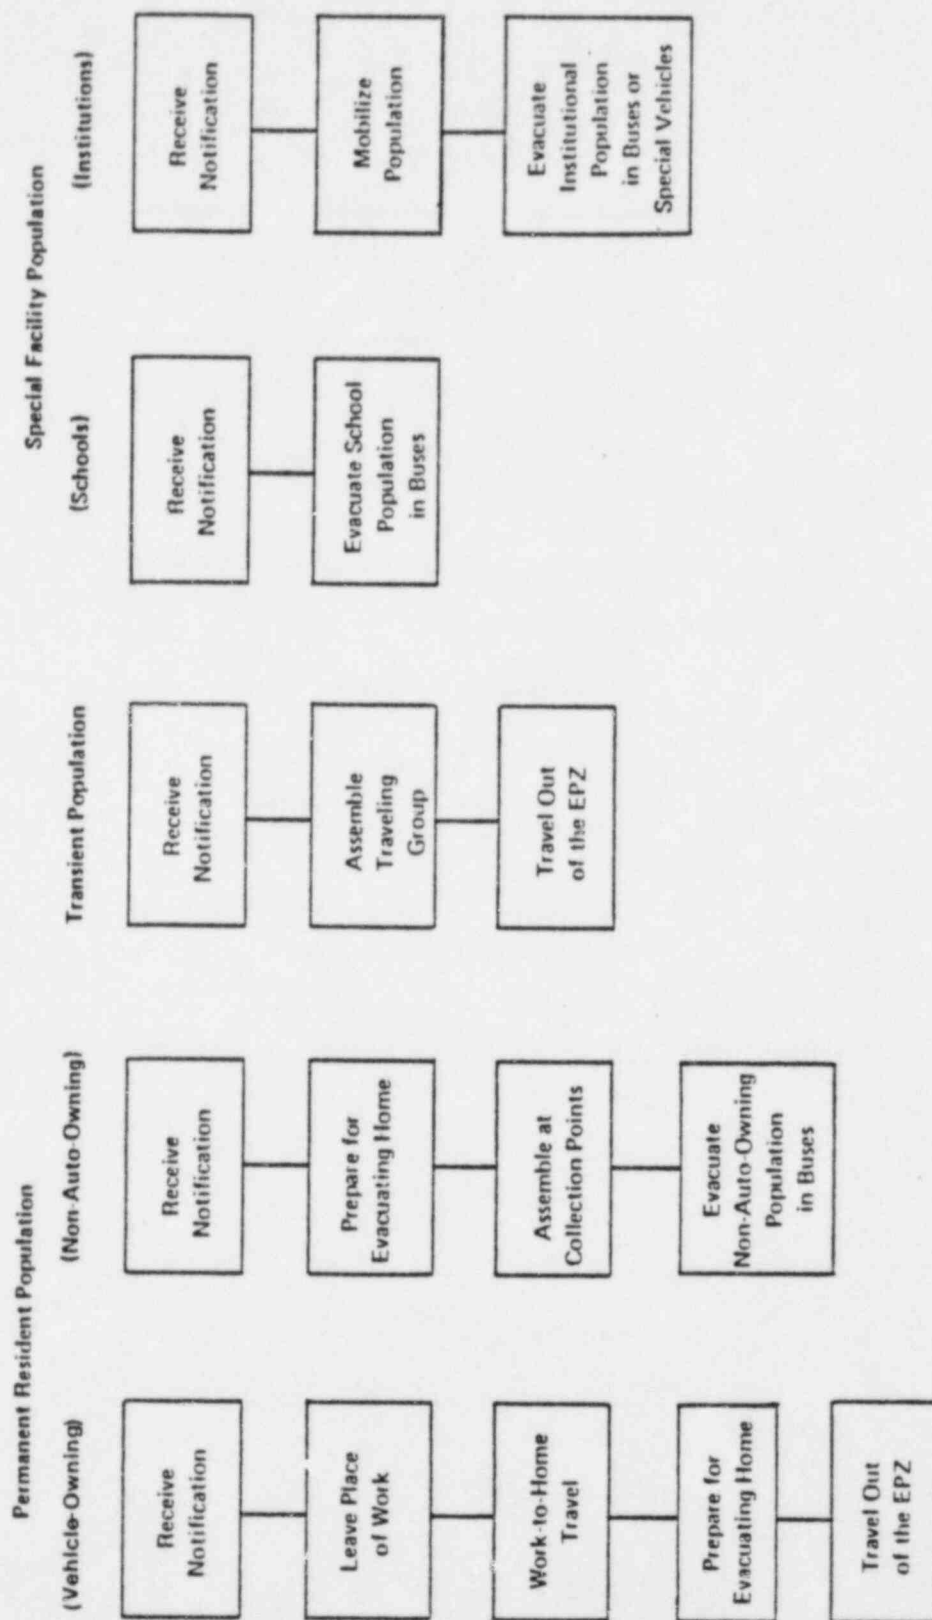 Permanent Resident Population
(Vehicle-Owning)
Receive
Notification
Leave Place
of Work
Work-to-Home
Travel
Prepare for
Evacuating Home
Travel Out
of the EPZ
(Non-Auto-Owning)
Receive
Notification
Prepare for
Evacuating Home
Assemble at
Collection Points
Evacuate
Non-Auto-Owning
Population
in Buses
Transient Population
Receive
Notification
Assemble
Traveling
Group
Travel Out
of the EPZ
Special Facility Population
(Schools)
Receive
Notification
Evacuate School
Population
in Buses
(Institutions)
Receive
Notification
Mobilize
Population
Evacuate
Institutional
Population
in Buses or
Special Vehicles